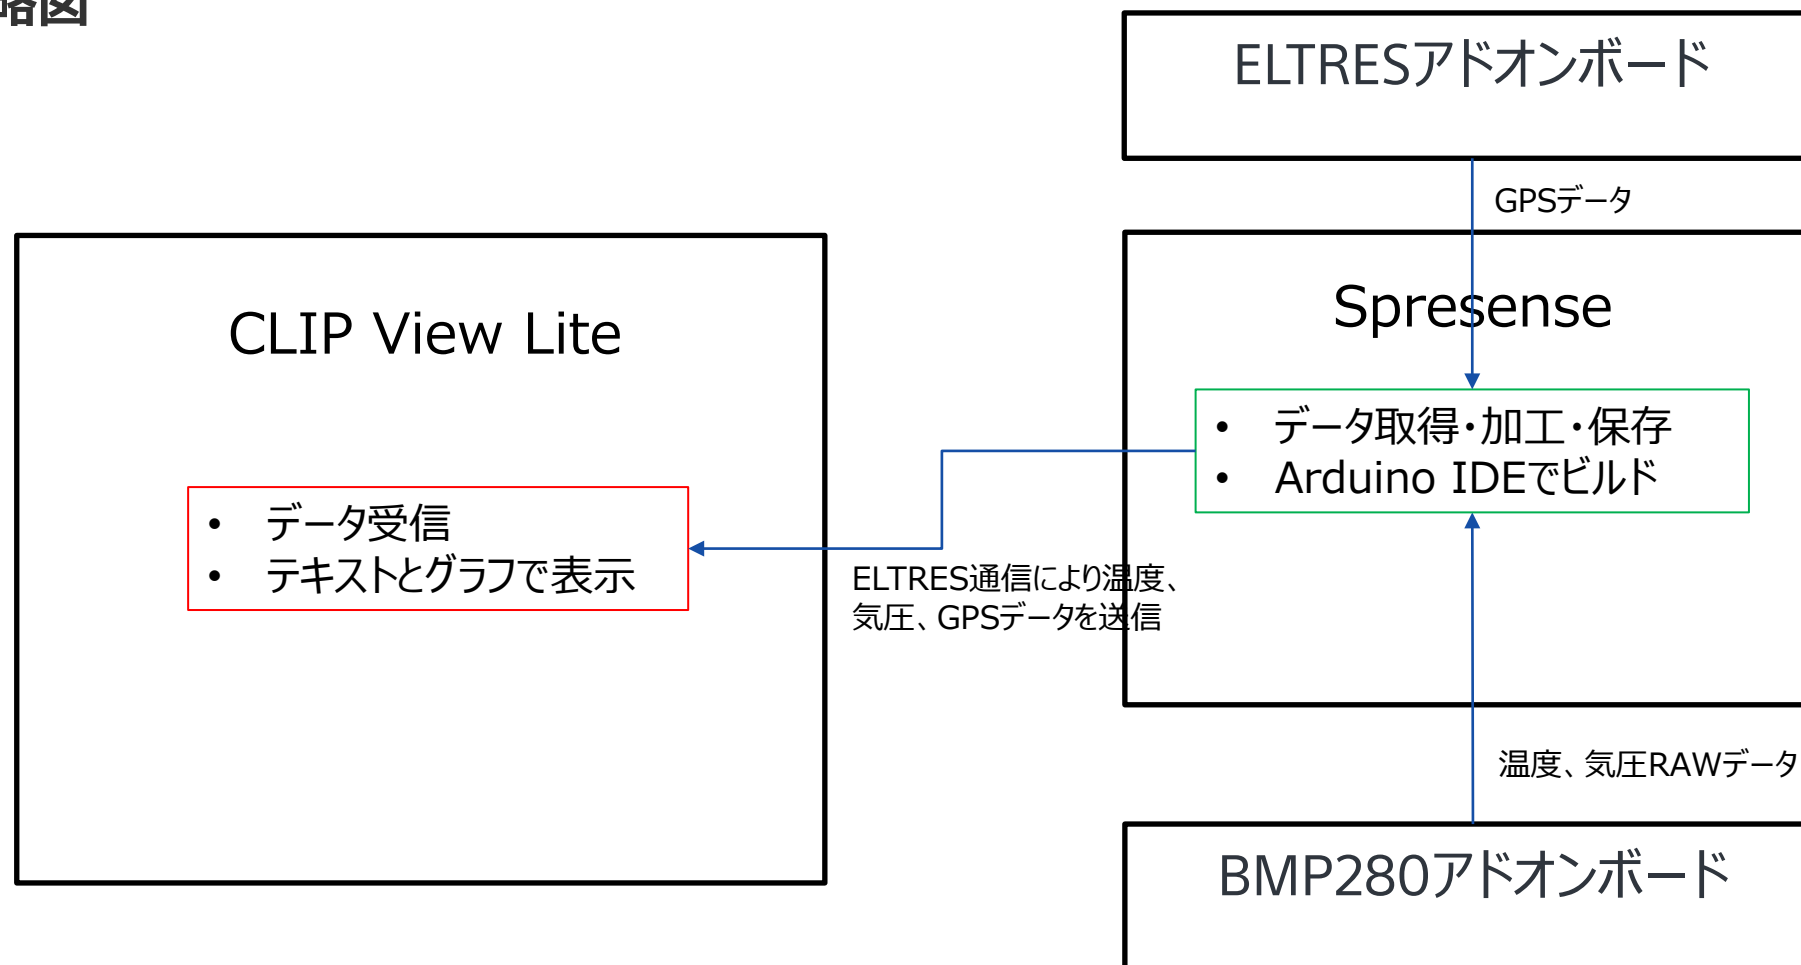 略図
ELTRESアドオンボード
GPSデータ
Spresense
• データ取得・加工・保存
• Arduino IDEでビルド
CLIP View Lite
• データ受信
• テキストとグラフで表示
ELTRES通信により温度、
気圧、GPSデータを送信
温度、気圧RAWデータ
BMP280アドオンボード